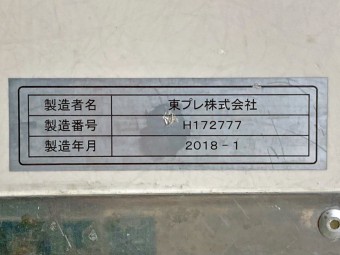 製造者名 東プレ株式会社
製造番号 H172777
製造年月 2018-1